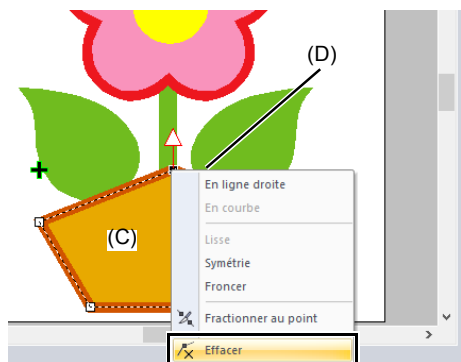 (D)
(C)
En ligne droite
En courbe
Lisse
Symétrie
Froncer
Fractionner au point
Effacer